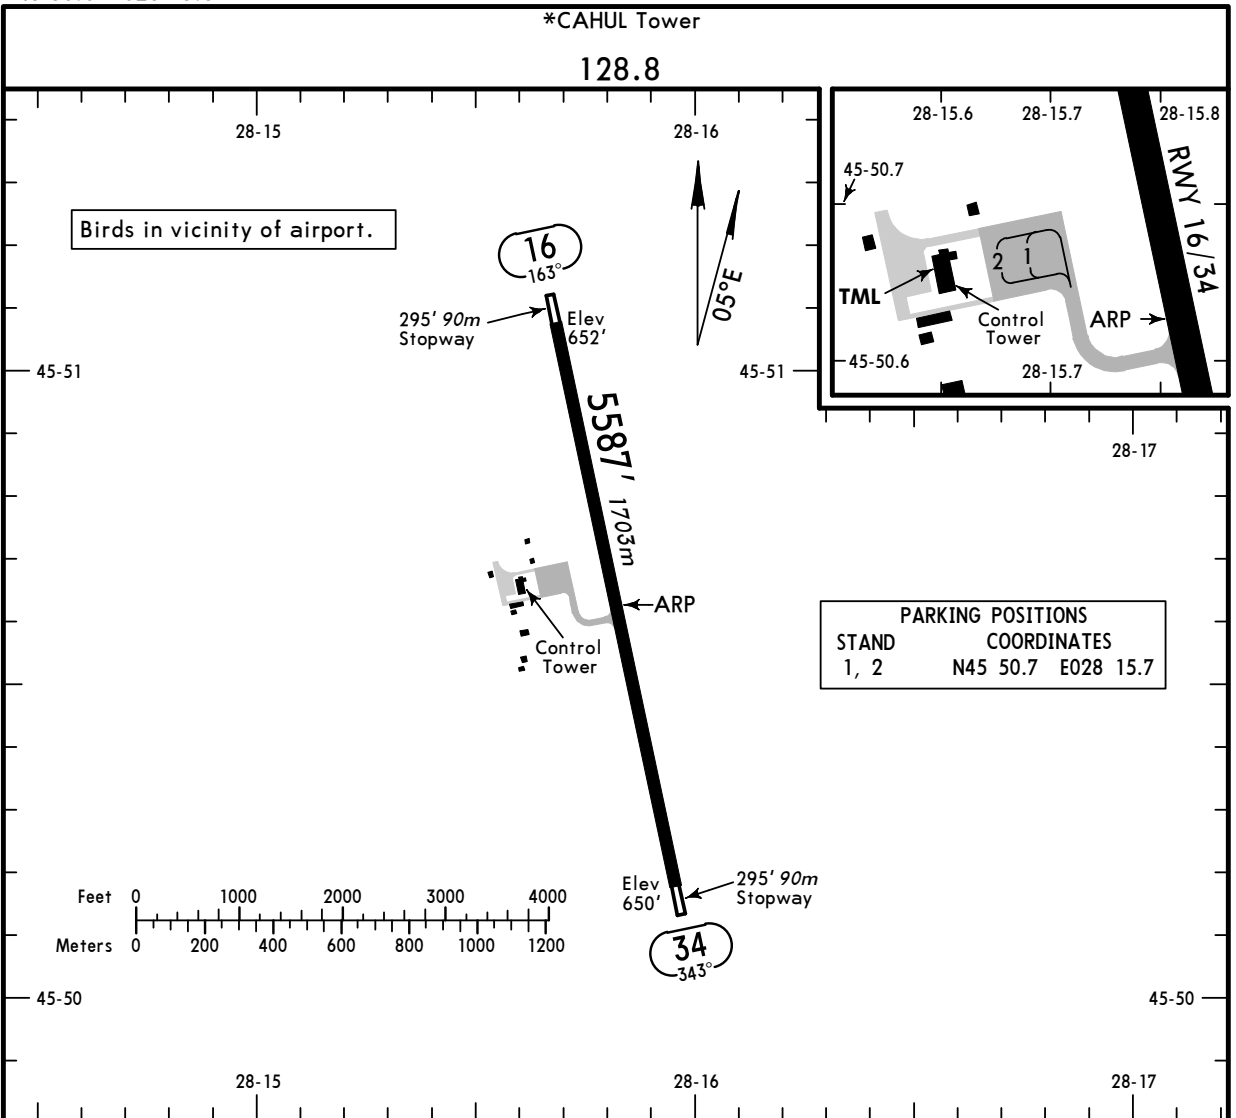 *CAHUL Tower
128.8
28-15
28-16
Birds in vicinity of airport.
16
163°
05°E
295' 90m
Stopway
Elev
652'
45-51
45-51
5587'
1703m
ARP
Control
Tower
28-15.6
28-15.7
28-15.8
45-50.7
RWY 16/34
2
1
TML
Control
Tower
ARP
45-50.6
28-15.7
28-17
PARKING POSITIONS
STAND COORDINATES
1, 2 N45 50.7 E028 15.7
Elev
650'
295' 90m
Stopway
34
343°
Feet 0 1000 2000 3000 4000
Meters 0 200 400 600 800 1000 1200
45-50
45-50
28-15
28-16
28-17